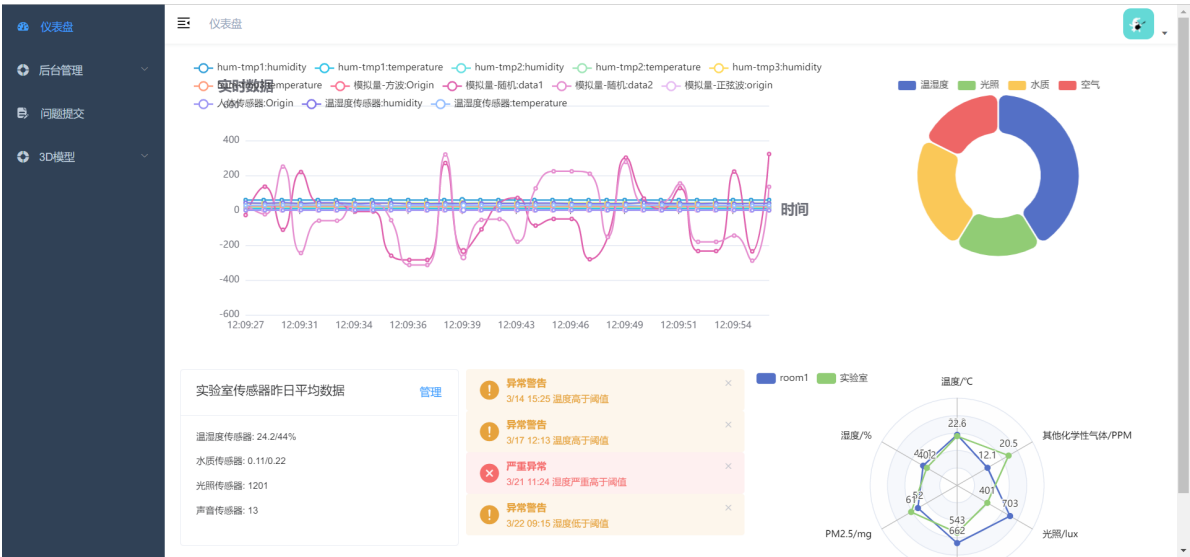 仪表盘
后台管理
问题提交
3D模型
仪表盘
hum-tmp1:humidity hum-tmp1:temperature hum-tmp2:humidity hum-tmp2:temperature hum-tmp3:humidity
模拟量-方波:Origin 模拟量-随机:data1 模拟量-随机:data2 模拟量-正弦波:origin
人体传感器:Origin 温湿度传感器:humidity 温湿度传感器:temperature
实时数据
600
400
200
0
-200
-400
-600
时间
12:09:27 12:09:31 12:09:34 12:09:36 12:09:39 12:09:43 12:09:46 12:09:49 12:09:51 12:09:54
温湿度 光照 水质 空气
实验室传感器昨日平均数据 管理
温湿度传感器: 24.2/44%
水质传感器: 0.11/0.22
光照传感器: 1201
声音传感器: 13
异常警告
3/14 15:25 温度高于阈值
异常警告
3/17 12:13 温度高于阈值
严重异常
3/21 11:24 湿度严重高于阈值
异常警告
3/22 09:15 湿度低于阈值
room1 实验室
温度/℃
湿度/%
其他化学性气体/PPM
PM2.5/mg
光照/lux
22.6
20.5
12.1
40.2
401
703
52
543
662